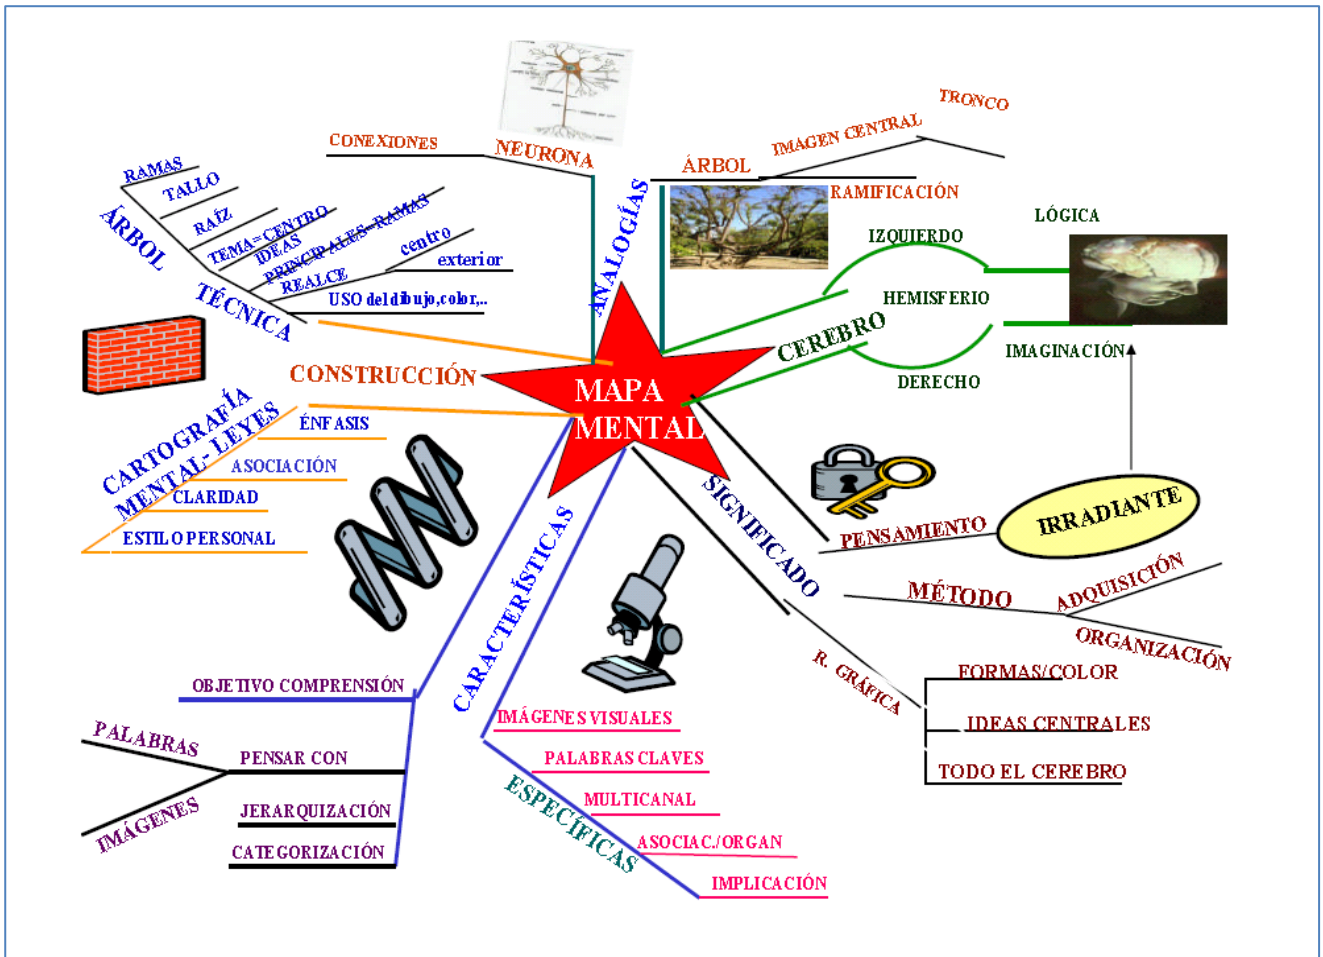 MAPA
MENTAL
ANALOGÍAS
NEURONA
CONEXIONES
ÁRBOL
IMAGEN CENTRAL
TRONCO
RAMIFICACIÓN
CEREBRO
HEMISFERIO
IZQUIERDO
LÓGICA
DERECHO
IMAGINACIÓN
SIGNIFICADO
PENSAMIENTO
IRRADIANTE
MÉTODO
ADQUISICIÓN
ORGANIZACIÓN
R. GRÁFICA
FORMAS/COLOR
IDEAS CENTRALES
TODO EL CEREBRO
CARACTERÍSTICAS
ESPECÍFICAS
IMÁGENES VISUALES
PALABRAS CLAVES
MULTICANAL
ASOCIAC./ORGAN
IMPLICACIÓN
OBJETIVO COMPRENSIÓN
PENSAR CON
PALABRAS
IMÁGENES
JERARQUIZACIÓN
CATEGORIZACIÓN
CONSTRUCCIÓN
CARTOGRAFÍA
MENTAL- LEYES
ÉNFASIS
ASOCIACIÓN
CLARIDAD
ESTILO PERSONAL
TÉCNICA
ÁRBOL
RAMAS
TALLO
RAÍZ
TEMA=CENTRO
IDEAS
PRINCIPALES=RAMAS
REALCE
centro
exterior
USO del dibujo,color,..